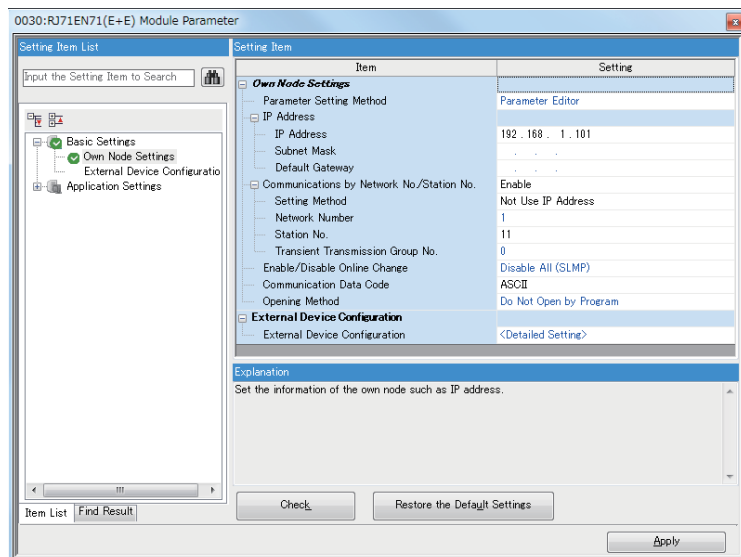 0030:RJ71EN71(E+E) Module Parameter
Setting Item List
Input the Setting Item to Search
Basic Settings
Own Node Settings
External Device Configuratio
Application Settings
Item List
Find Result
Setting Item
Item Setting
Own Node Settings
Parameter Setting Method Parameter Editor
IP Address
IP Address 192 . 168 . 1 . 101
Subnet Mask . . .
Default Gateway . . .
Communications by Network No./Station No. Enable
Setting Method Not Use IP Address
Network Number 1
Station No. 11
Transient Transmission Group No. 0
Enable/Disable Online Change Disable All (SLMP)
Communication Data Code ASCII
Opening Method Do Not Open by Program
External Device Configuration
External Device Configuration <Detailed Setting>
Explanation
Set the information of the own node such as IP address.
Check
Restore the Default Settings
Apply